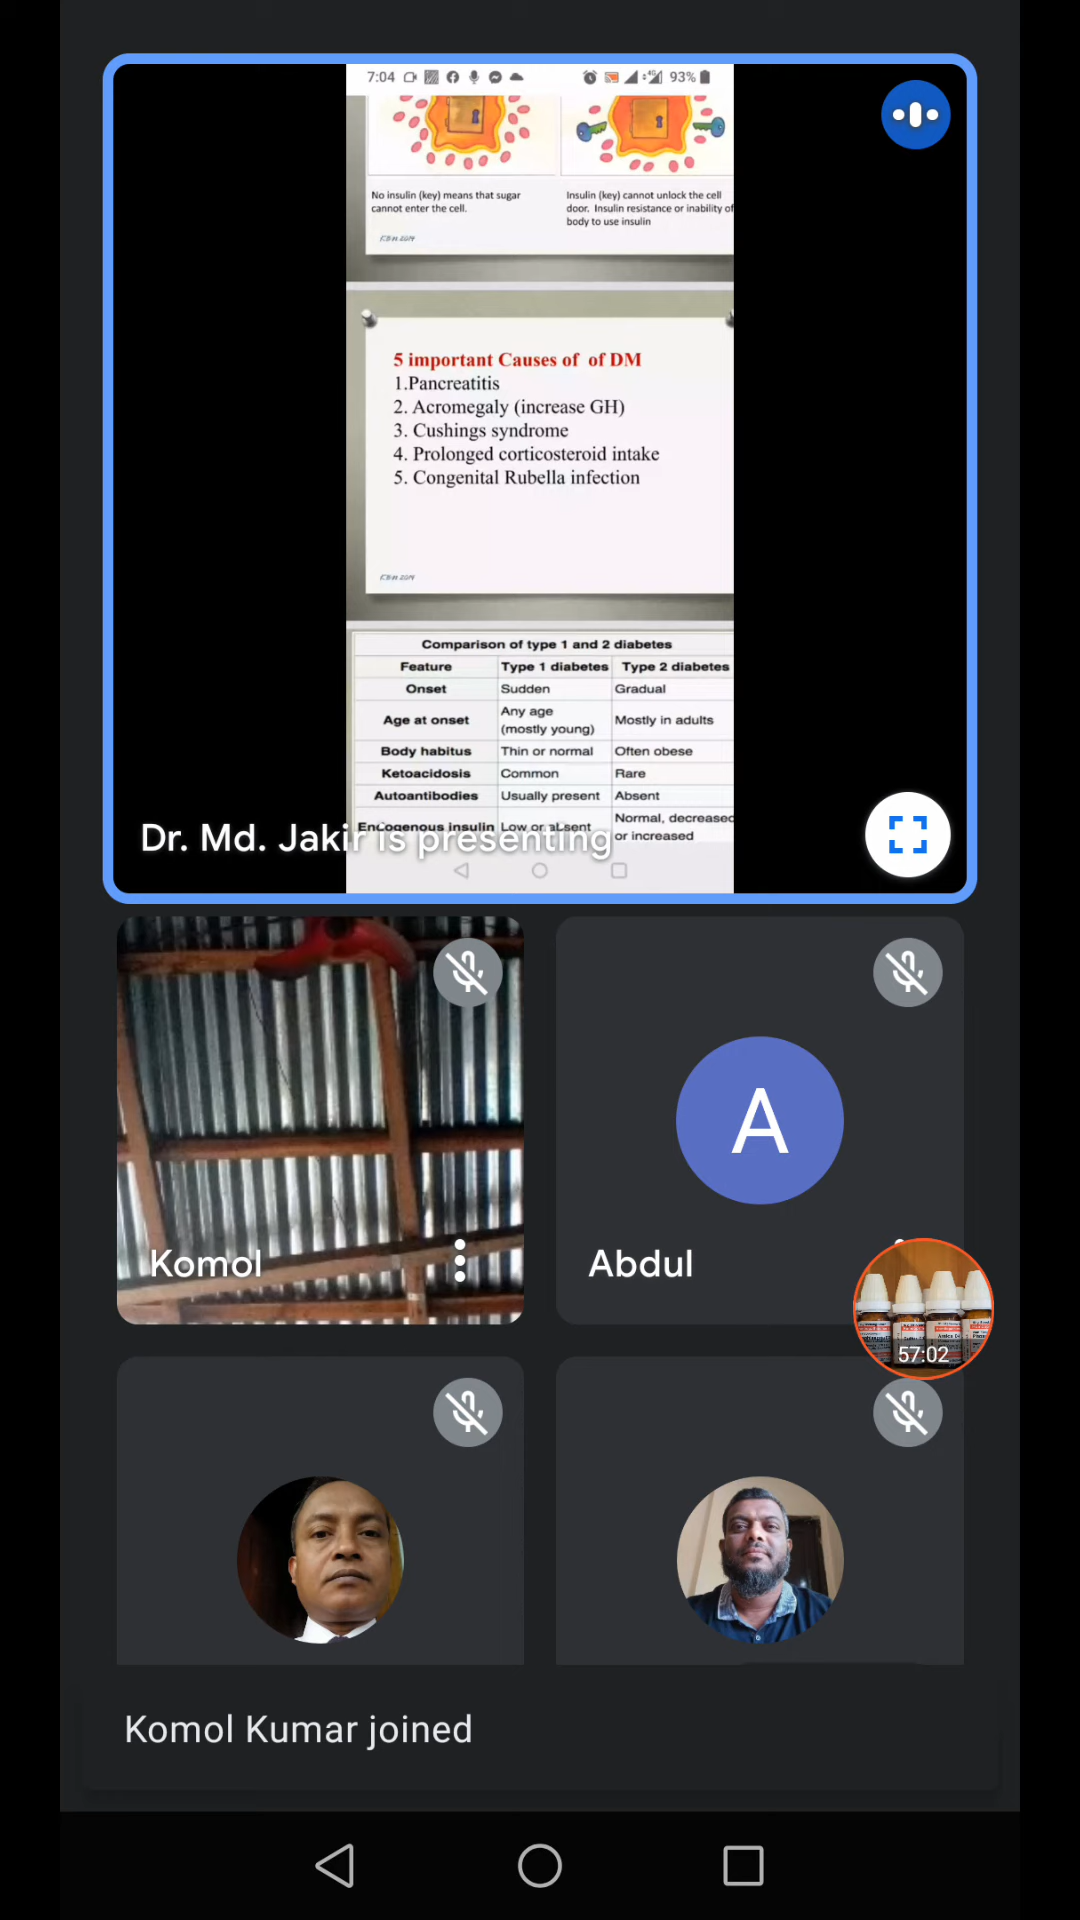 7:04
4G
93%
No insulin (key) means that sugar
cannot enter the cell.
Insulin (key) cannot unlock the cell
door. Insulin resistance or inability of
body to use insulin
5 important Causes of of DM
1.Pancreatitis
2. Acromegaly (increase GH)
3. Cushings syndrome
4. Prolonged corticosteroid intake
5. Congenital Rubella infection
Comparison of type 1 and 2 diabetes
Feature Type 1 diabetes Type 2 diabetes
Onset Sudden Gradual
Age at onset Any age
(mostly young) Mostly in adults
Body habitus Thin or normal Often obese
Ketoacidosis Common Rare
Autoantibodies Usually present Absent
Endogenous insulin Low or absent Normal, decreased
or increased
Dr. Md. Jakir is presenting
Komol
A
Abdul
57:02
Komol Kumar joined